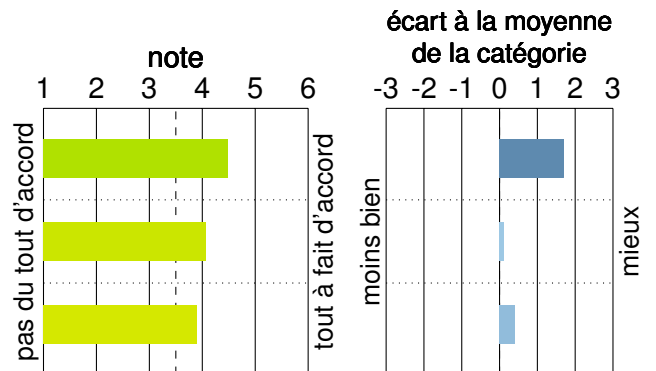 note
1 2 3 4 5 6
pas du tout d'accord
tout à fait d'accord
écart à la moyenne
de la catégorie
-3 -2 -1 0 1 2 3
moins bien
mieux